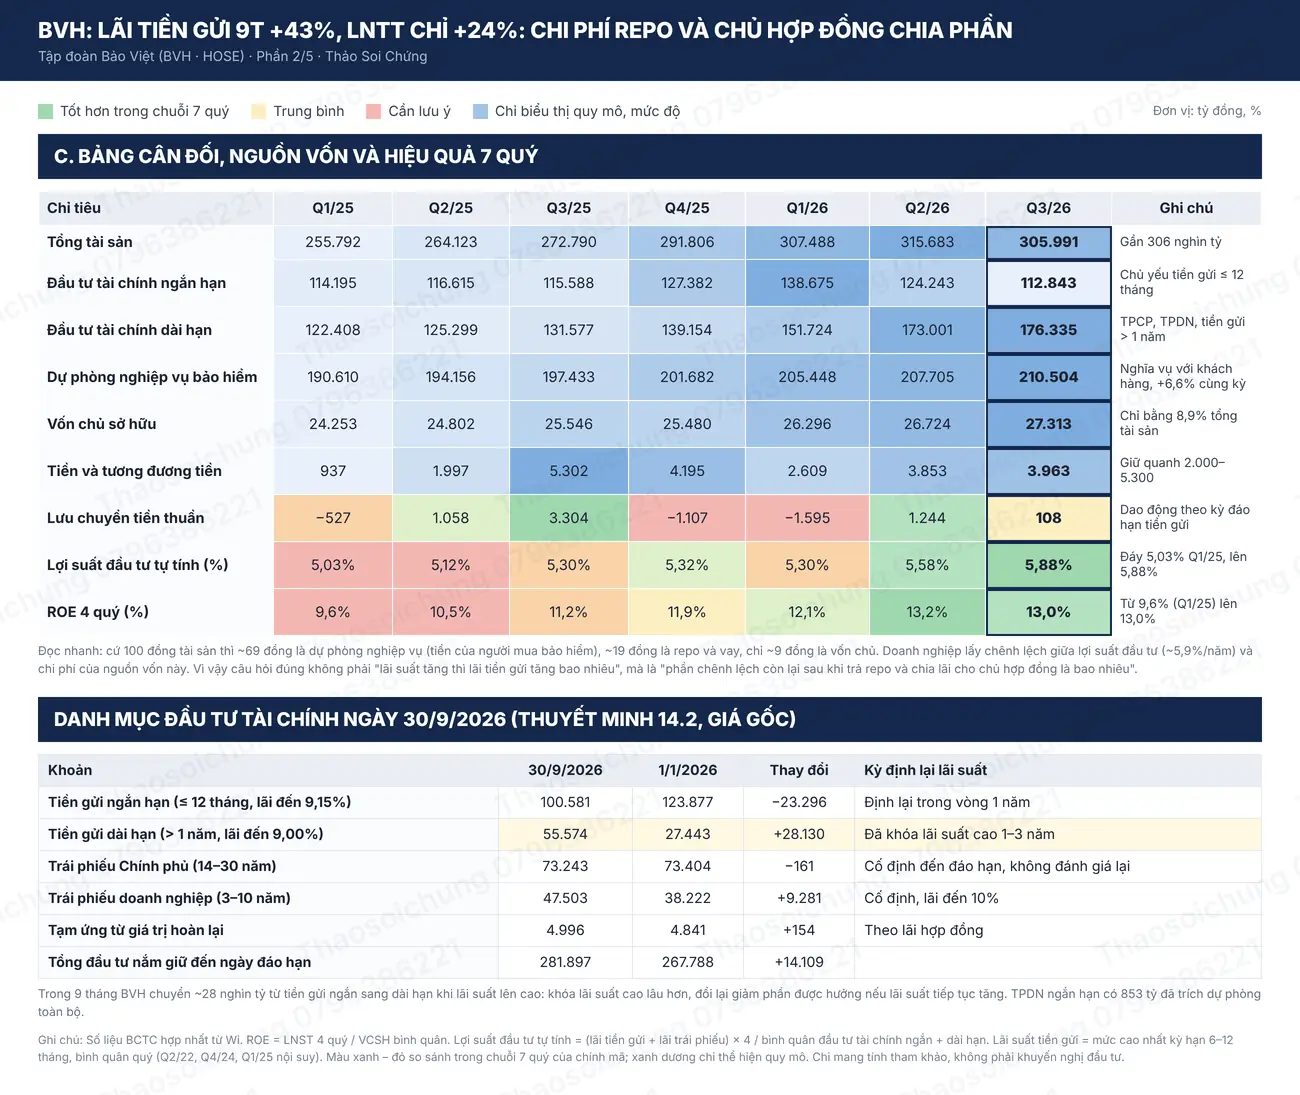 BVH: LÃI TIỀN GỬI 9T +43%, LNTT CHỈ +24%: CHI PHÍ REPO VÀ CHỦ HỢP ĐỒNG CHIA PHẦN
Tập đoàn Bảo Việt (BVH · HOSE) · Phần 2/5 · Thảo Soi Chứng
Tốt hơn trong chuỗi 7 quý Trung bình Cần lưu ý Chỉ biểu thị quy mô, mức độ Đơn vị: tỷ đồng, %
C. BẢNG CÂN ĐỐI, NGUỒN VỐN VÀ HIỆU QUẢ 7 QUÝ
Chỉ tiêu Q1/25 Q2/25 Q3/25 Q4/25 Q1/26 Q2/26 Q3/26 Ghi chú
Tổng tài sản 255.792 264.123 272.790 291.806 307.488 315.683 305.991 Gần 306 nghìn tỷ
Đầu tư tài chính ngắn hạn 114.195 116.615 115.588 127.382 138.675 124.243 112.843 Chủ yếu tiền gửi ≤ 12
tháng
Đầu tư tài chính dài hạn 122.408 125.299 131.577 139.154 151.724 173.001 176.335 TPCP, TPDN, tiền gửi
> 1 năm
Dự phòng nghiệp vụ bảo hiểm 190.610 194.156 197.433 201.682 205.448 207.705 210.504 Nghĩa vụ với khách
hàng, +6,6% cùng kỳ
Vốn chủ sở hữu 24.253 24.802 25.546 25.480 26.296 26.724 27.313 Chỉ bằng 8,9% tổng
tài sản
Tiền và tương đương tiền 937 1.997 5.302 4.195 2.609 3.853 3.963 Giữ quanh 2.000–
5.300
Lưu chuyển tiền thuần −527 1.058 3.304 −1.107 −1.595 1.244 108 Dao động theo kỳ đáo
hạn tiền gửi
Lợi suất đầu tư tự tính (%) 5,03% 5,12% 5,30% 5,32% 5,30% 5,58% 5,88% Đáy 5,03% Q1/25, lên
5,88%
ROE 4 quý (%) 9,6% 10,5% 11,2% 11,9% 12,1% 13,2% 13,0% Từ 9,6% (Q1/25) lên
13,0%
Đọc nhanh: cứ 100 đồng tài sản thì ~69 đồng là dự phòng nghiệp vụ (tiền của người mua bảo hiểm), ~19 đồng là repo và vay, chỉ ~9 đồng là vốn chủ. Doanh nghiệp lấy chênh lệch giữa lợi suất đầu tư (~5,9%/năm) và
chi phí của nguồn vốn này. Vì vậy câu hỏi đúng không phải "lãi suất tăng thì lãi tiền gửi tăng bao nhiêu", mà là "phần chênh lệch còn lại sau khi trả repo và chia lãi cho chủ hợp đồng là bao nhiêu".
DANH MỤC ĐẦU TƯ TÀI CHÍNH NGÀY 30/9/2026 (THUYẾT MINH 14.2, GIÁ GỐC)
Khoản 30/9/2026 1/1/2026 Thay đổi Kỳ định lại lãi suất
Tiền gửi ngắn hạn (≤ 12 tháng, lãi đến 9,15%) 100.581 123.877 −23.296 Định lại trong vòng 1 năm
Tiền gửi dài hạn (> 1 năm, lãi đến 9,00%) 55.574 27.443 +28.130 Đã khóa lãi suất cao 1–3 năm
Trái phiếu Chính phủ (14–30 năm) 73.243 73.404 −161 Cố định đến đáo hạn, không đánh giá lại
Trái phiếu doanh nghiệp (3–10 năm) 47.503 38.222 +9.281 Cố định, lãi đến 10%
Tạm ứng từ giá trị hoàn lại 4.996 4.841 +154 Theo lãi hợp đồng
Tổng đầu tư nắm giữ đến ngày đáo hạn 281.897 267.788 +14.109
Trong 9 tháng BVH chuyển ~28 nghìn tỷ từ tiền gửi ngắn sang dài hạn khi lãi suất lên cao: khóa lãi suất cao lâu hơn, đổi lại giảm phần được hưởng nếu lãi suất tiếp tục tăng. TPDN ngắn hạn có 853 tỷ đã trích dự phòng
toàn bộ.
Ghi chú: Số liệu BCTC hợp nhất từ Wi. ROE = LNST 4 quý / VCSH bình quân. Lợi suất đầu tư tự tính = (lãi tiền gửi + lãi trái phiếu) × 4 / bình quân đầu tư tài chính ngắn + dài hạn. Lãi suất tiền gửi = mức cao nhất kỳ hạn 6–12
tháng, bình quân quý (Q2/22, Q4/24, Q1/25 nội suy). Màu xanh – đỏ so sánh trong chuỗi 7 quý của chính mã; xanh dương chỉ thể hiện quy mô. Chỉ mang tính tham khảo, không phải khuyến nghị đầu tư.
Thaosoichung 0796386221